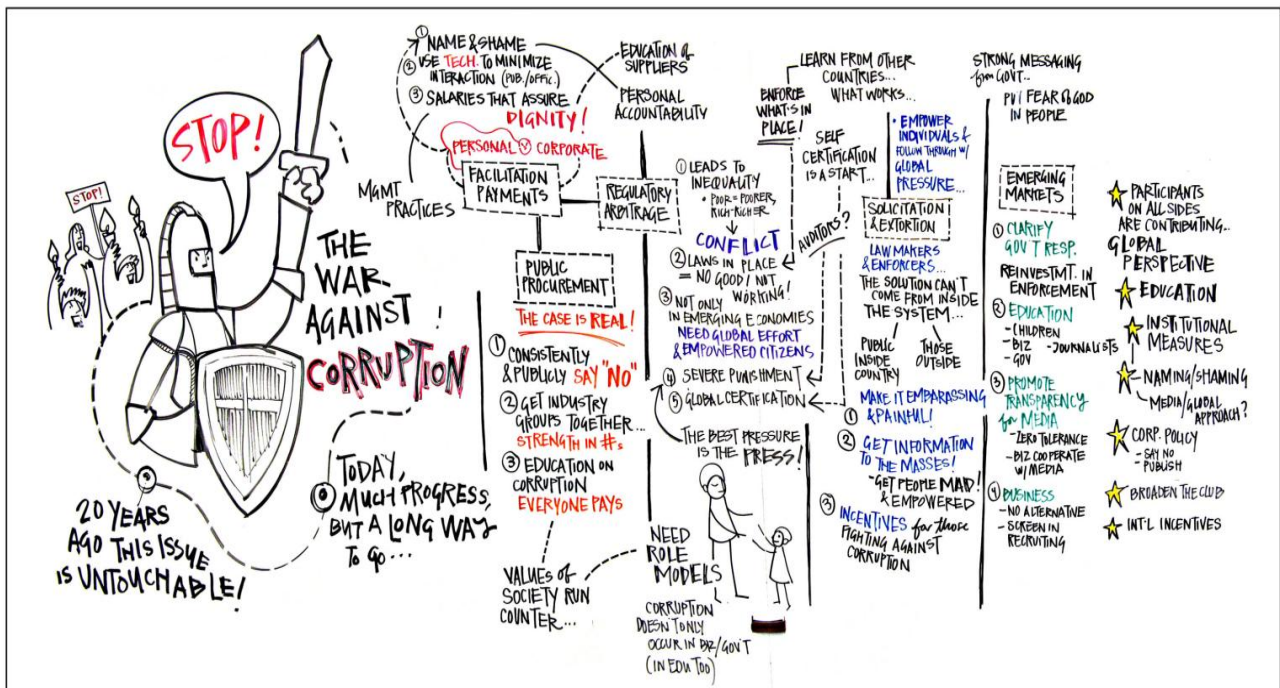 STOP!
STOP!
THE
WAR
AGAINST
CORRUPTION!
20 YEARS
AGO THIS ISSUE
IS UNTOUCHABLE!
TODAY,
MUCH PROGRESS,
BUT A LONG WAY
TO GO...
① NAME & SHAME
② USE TECH. TO MINIMIZE
INTERACTION (PUB./OFFIC.)
③ SALARIES THAT ASSURE
DIGNITY!
PERSONAL V CORPORATE
MGMT
PRACTICES
FACILITATION
PAYMENTS
EDUCATION of
SUPPLIERS
PERSONAL
ACCOUNTABILITY
REGULATORY
ARBITRAGE
PUBLIC
PROCUREMENT
THE CASE IS REAL!
① CONSISTENTLY
& PUBLICLY SAY "NO"
② GET INDUSTRY
GROUPS TOGETHER...
STRENGTH IN #s
③ EDUCATION ON
CORRUPTION
EVERYONE PAYS
VALUES of
SOCIETY RUN
COUNTER...
NEED
ROLE
MODELS
CORRUPTION
DOESN'T ONLY
OCCUR IN BIZ/GOV'T
(IN EDU TOO)
① LEADS TO
INEQUALITY
• POOR = POORER,
RICH-RICHER
CONFLICT
② LAWS IN PLACE
= NO GOOD / NOT
WORKING!
③ NOT ONLY
IN EMERGING ECONOMIES
NEED GLOBAL EFFORT
& EMPOWERED CITIZENS
④ SEVERE PUNISHMENT
⑤ GLOBAL CERTIFICATION
THE BEST PRESSURE
IS THE PRESS!
ENFORCE
WHAT'S IN
PLACE!
LEARN FROM OTHER
COUNTRIES...
WHAT WORKS...
SELF
CERTIFICATION
IS A START...
AUDITORS?
• EMPOWER
INDIVIDUALS &
FOLLOW THROUGH W/
GLOBAL
PRESSURE...
SOLICITATION
& EXTORTION
LAW MAKERS
& ENFORCERS...
THE SOLUTION CAN'T
COME FROM INSIDE
THE SYSTEM...
PUBLIC
INSIDE
COUNTRY
THOSE
OUTSIDE
① MAKE IT EMBARASSING
& PAINFUL!
② GET INFORMATION
TO THE MASSES!
- GET PEOPLE MAD!
& EMPOWERED
③ INCENTIVES for those
FIGHTING AGAINST
CORRUPTION
STRONG MESSAGING
from GOVT...
FEAR of GOD
IN PEOPLE
EMERGING
MARKETS
① CLARIFY
GOV'T RESP.
REINVESTMT. IN
ENFORCEMENT
② EDUCATION
- CHILDREN
- BIZ - JOURNALISTS
- GOV
③ PROMOTE
TRANSPARENCY
for MEDIA
- ZERO TOLERANCE
- BIZ COOPERATE
W/ MEDIA
④ BUSINESS
- NO ALTERNATIVE
- SCREEN IN
RECRUITING
PARTICIPANTS
ON ALL SIDES
ARE CONTRIBUTING...
GLOBAL
PERSPECTIVE
EDUCATION
INSTITUTIONAL
MEASURES
NAMING/SHAMING
MEDIA/GLOBAL
APPROACH?
CORP. POLICY
- SAY NO
- PUBLISH
BROADEN THE CLUB
INT'L INCENTIVES